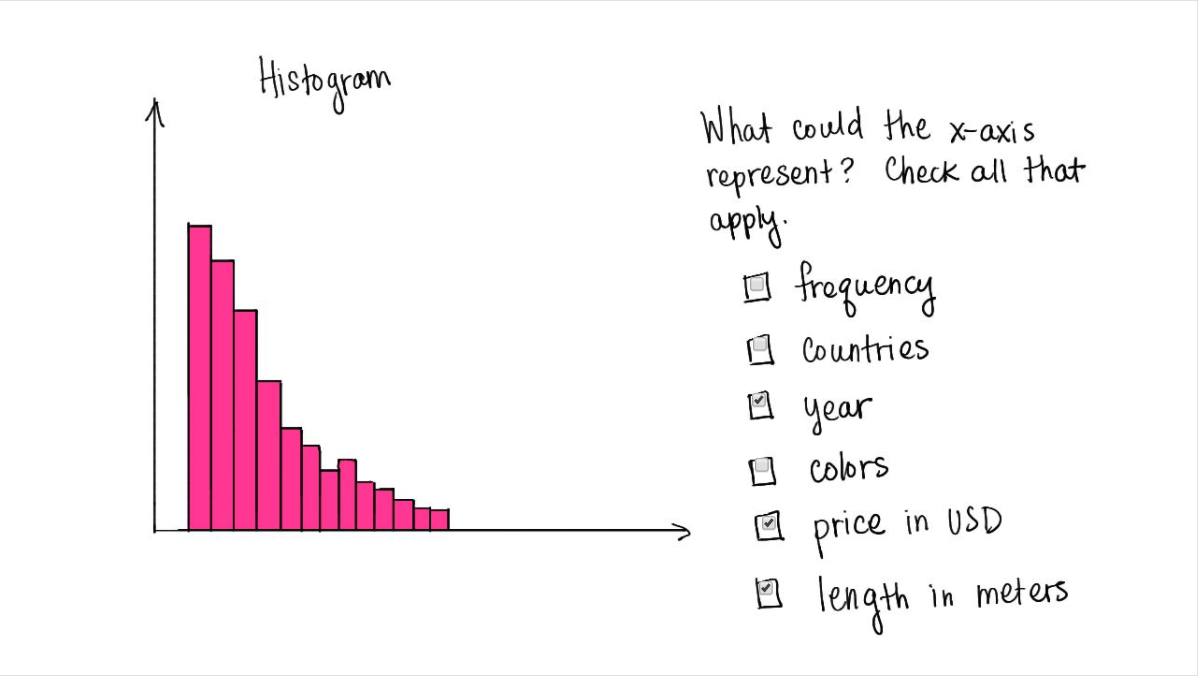 Histogram
What could the x-axis
represent? Check all that
apply.
frequency
countries
year
colors
price in USD
length in meters